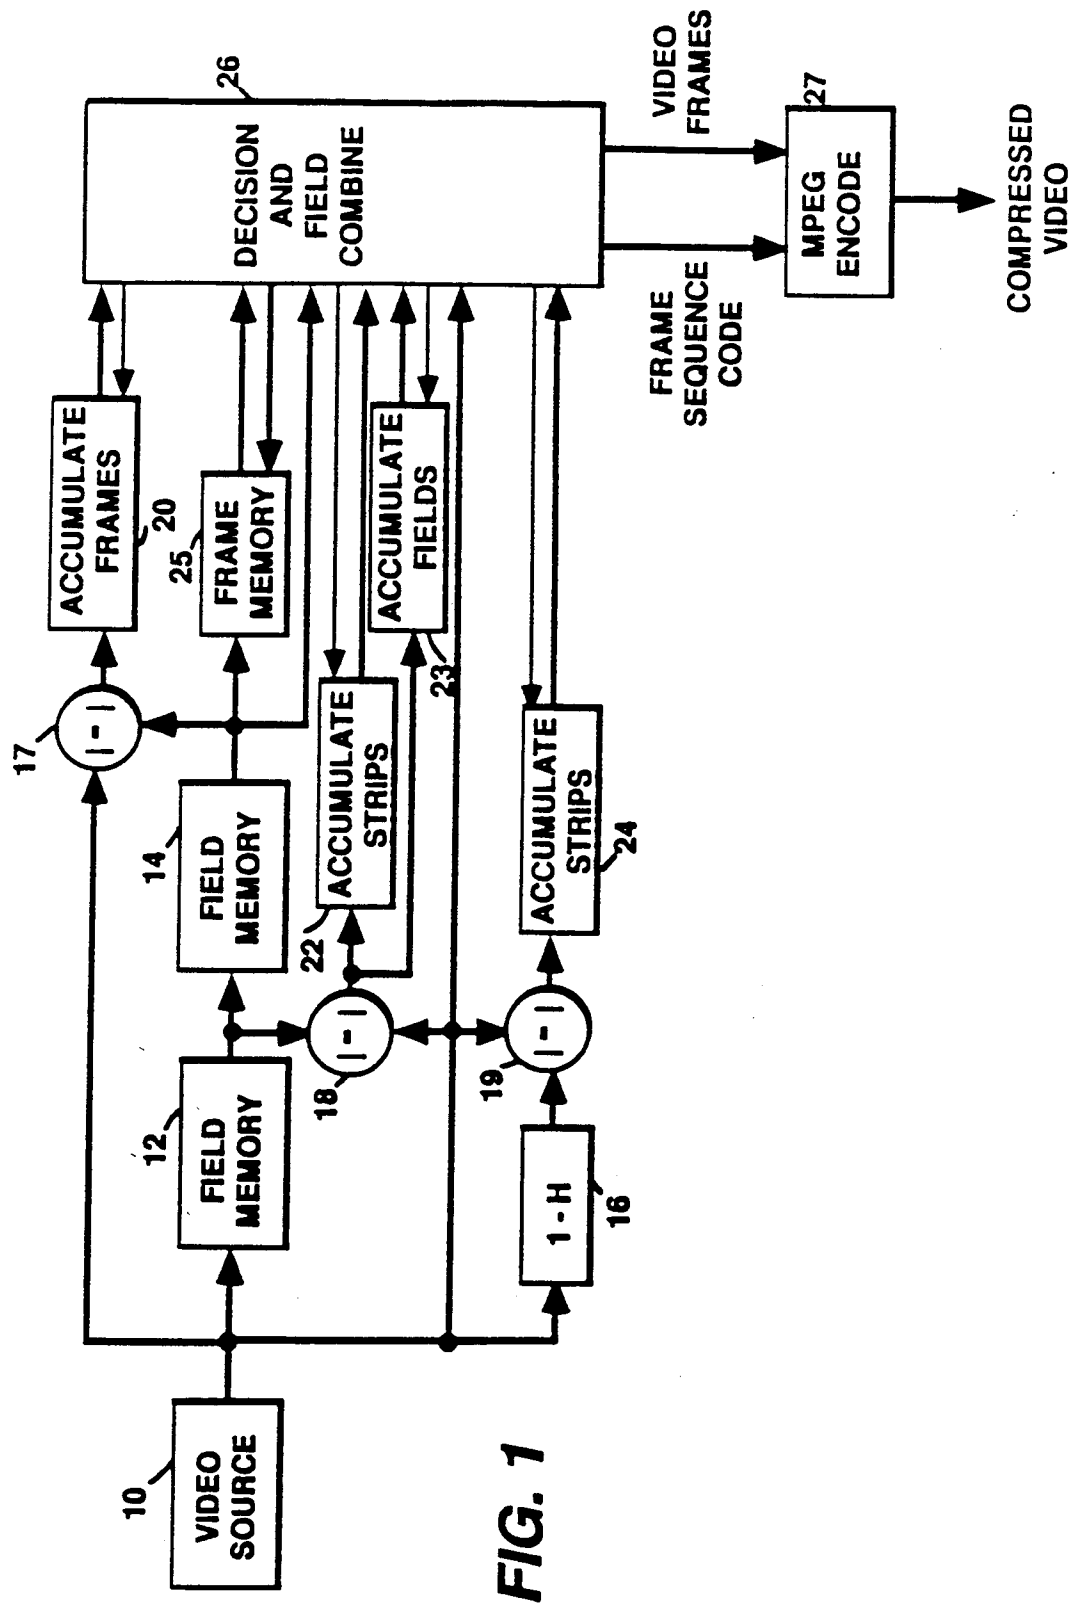 10
VIDEO
SOURCE
12
FIELD
MEMORY
14
FIELD
MEMORY
17
| - |
20
ACCUMULATE
FRAMES
25
FRAME
MEMORY
18
| - |
22
ACCUMULATE
STRIPS
23
ACCUMULATE
FIELDS
16
1 - H
19
| - |
24
ACCUMULATE
STRIPS
26
DECISION
AND
FIELD
COMBINE
VIDEO
FRAMES
FRAME
SEQUENCE
CODE
27
MPEG
ENCODE
COMPRESSED
VIDEO
FIG. 1